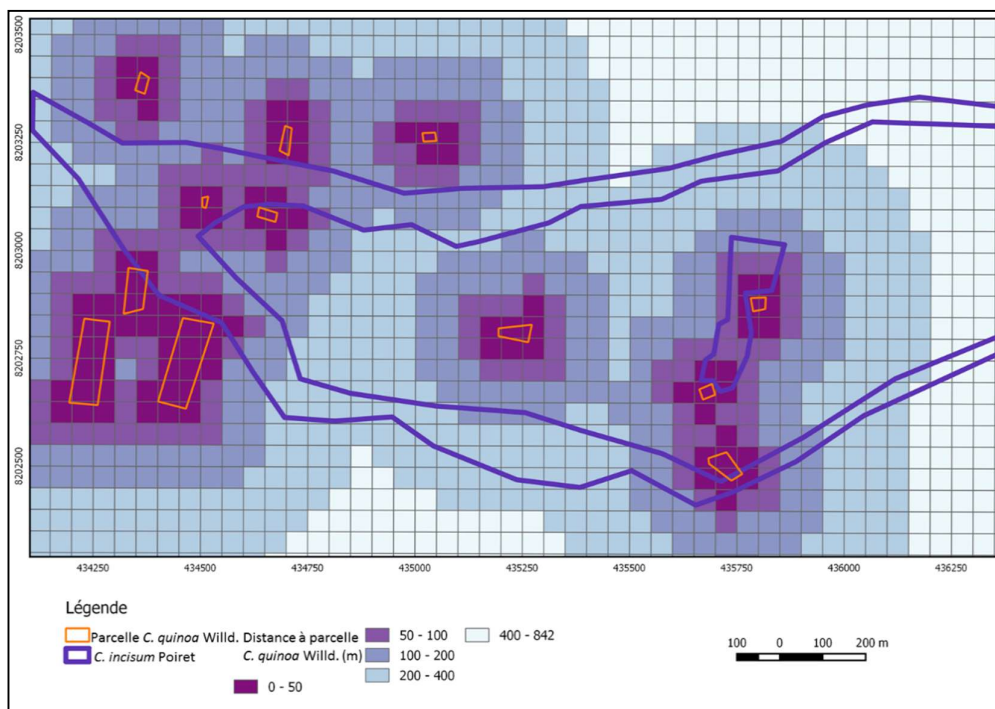 8203500
8203250
8203000
8202750
8202500
434250 434500 434750 435000 435250 435500 435750 436000 436250
Légende
Parcelle C. quinoa Willd. Distance à parcelle 50 - 100 400 - 842
C. incisum Poiret C. quinoa Willd. (m) 100 - 200
200 - 400
0 - 50
100 0 100 200 m